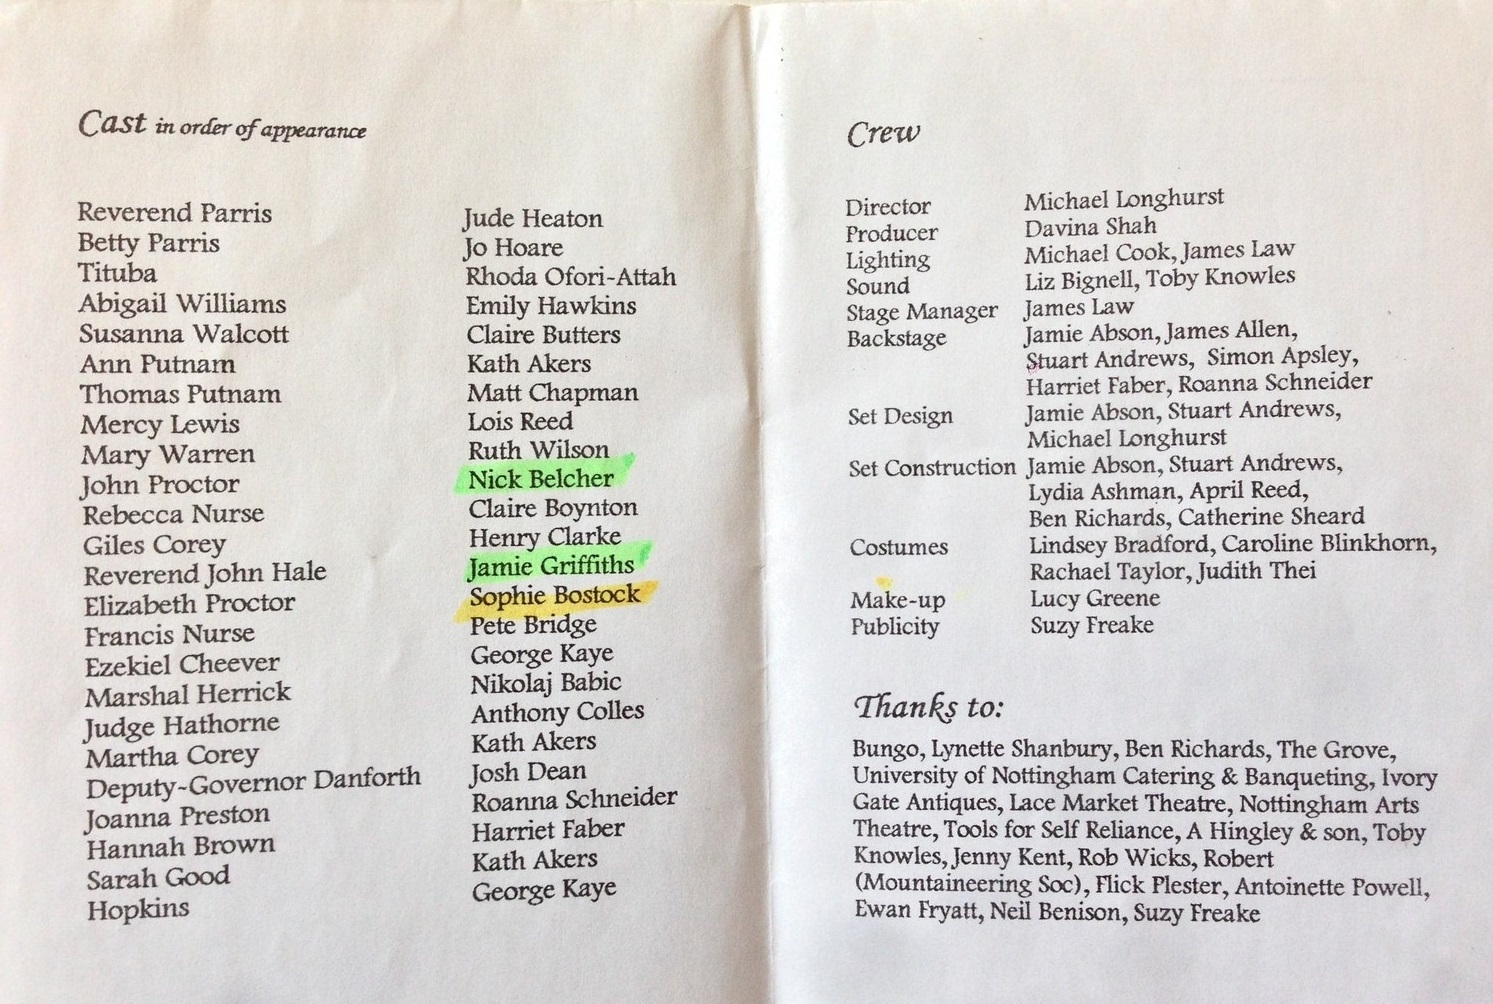 Cast in order of appearance
Reverend Parris Jude Heaton
Betty Parris Jo Hoare
Tituba Rhoda Ofori-Attah
Abigail Williams Emily Hawkins
Susanna Walcott Claire Butters
Ann Putnam Kath Akers
Thomas Putnam Matt Chapman
Mercy Lewis Lois Reed
Mary Warren Ruth Wilson
John Proctor Nick Belcher
Rebecca Nurse Claire Boynton
Giles Corey Henry Clarke
Reverend John Hale Jamie Griffiths
Elizabeth Proctor Sophie Bostock
Francis Nurse Pete Bridge
Ezekiel Cheever George Kaye
Marshal Herrick Nikolaj Babic
Judge Hathorne Anthony Colles
Martha Corey Kath Akers
Deputy-Governor Danforth Josh Dean
Joanna Preston Roanna Schneider
Hannah Brown Harriet Faber
Sarah Good Kath Akers
Hopkins George Kaye
Crew
Director Michael Longhurst
Producer Davina Shah
Lighting Michael Cook, James Law
Sound Liz Bignell, Toby Knowles
Stage Manager James Law
Backstage Jamie Abson, James Allen,
Stuart Andrews, Simon Apsley,
Harriet Faber, Roanna Schneider
Set Design Jamie Abson, Stuart Andrews,
Michael Longhurst
Set Construction Jamie Abson, Stuart Andrews,
Lydia Ashman, April Reed,
Ben Richards, Catherine Sheard
Costumes Lindsey Bradford, Caroline Blinkhorn,
Rachael Taylor, Judith Thei
Make-up Lucy Greene
Publicity Suzy Freake
Thanks to:
Bungo, Lynette Shanbury, Ben Richards, The Grove,
University of Nottingham Catering & Banqueting, Ivory
Gate Antiques, Lace Market Theatre, Nottingham Arts
Theatre, Tools for Self Reliance, A Hingley & son, Toby
Knowles, Jenny Kent, Rob Wicks, Robert
(Mountaineering Soc), Flick Plester, Antoinette Powell,
Ewan Fryatt, Neil Benison, Suzy Freake